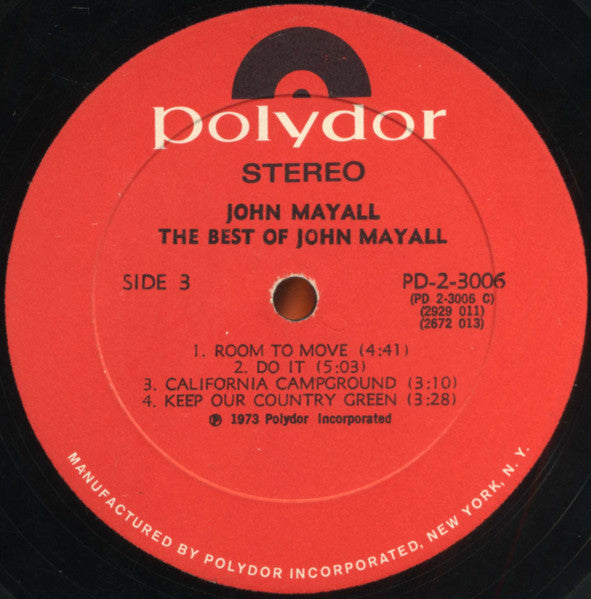 polydor
STEREO
JOHN MAYALL
THE BEST OF JOHN MAYALL
SIDE 3
PD-2-3006
(PD 2-3006 C)
(2929 011)
(2672 013)
1. ROOM TO MOVE (4:41)
2. DO IT (5:03)
3. CALIFORNIA CAMPGROUND (3:10)
4. KEEP OUR COUNTRY GREEN (3:28)
℗ 1973 Polydor Incorporated
MANUFACTURED BY POLYDOR INCORPORATED, NEW YORK, N. Y.